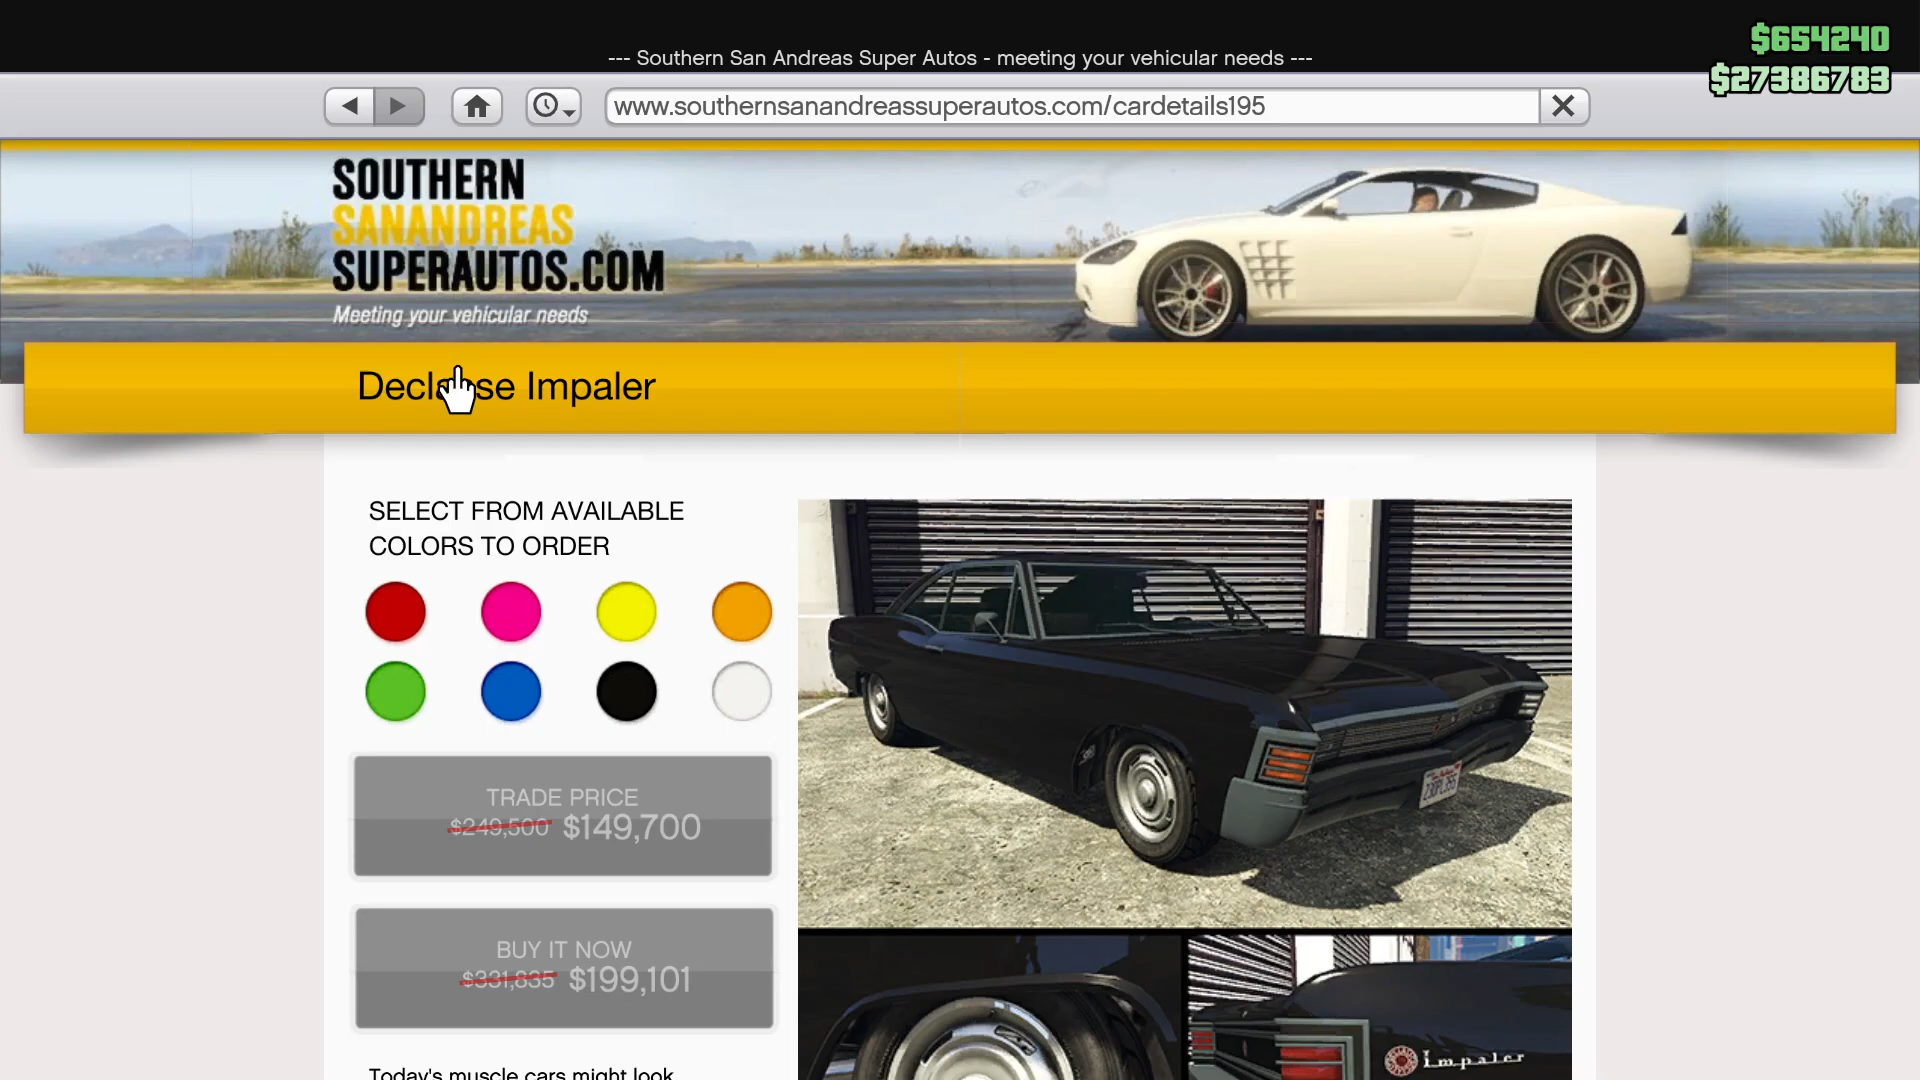 --- Southern San Andreas Super Autos - meeting your vehicular needs ---
$654240
$27386783
www.southernsanandreassuperautos.com/cardetails195
SOUTHERN
SANANDREAS
SUPERAUTOS.COM
Meeting your vehicular needs
Declasse Impaler
SELECT FROM AVAILABLE
COLORS TO ORDER
TRADE PRICE
$249,500 $149,700
BUY IT NOW
$331,835 $199,101
Today's muscle cars might look
Impaler